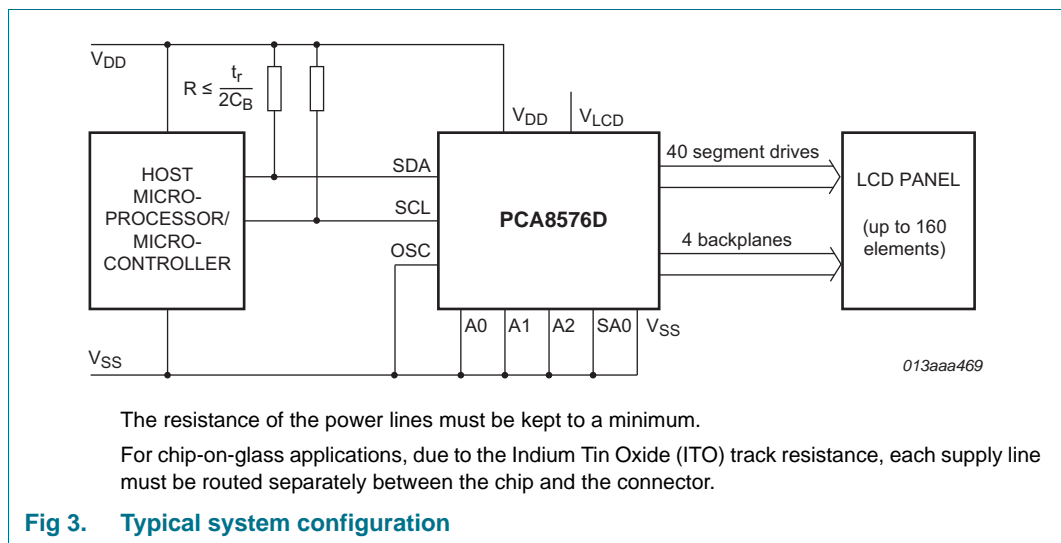 VDD
R ≤ tr
2CB
VDD
VLCD
HOST
MICRO-
PROCESSOR/
MICRO-
CONTROLLER
SDA
SCL
OSC
PCA8576D
40 segment drives
4 backplanes
LCD PANEL
(up to 160
elements)
A0 A1 A2 SA0 VSS
VSS
013aaa469
The resistance of the power lines must be kept to a minimum.
For chip-on-glass applications, due to the Indium Tin Oxide (ITO) track resistance, each supply line
must be routed separately between the chip and the connector.
Fig 3. Typical system configuration